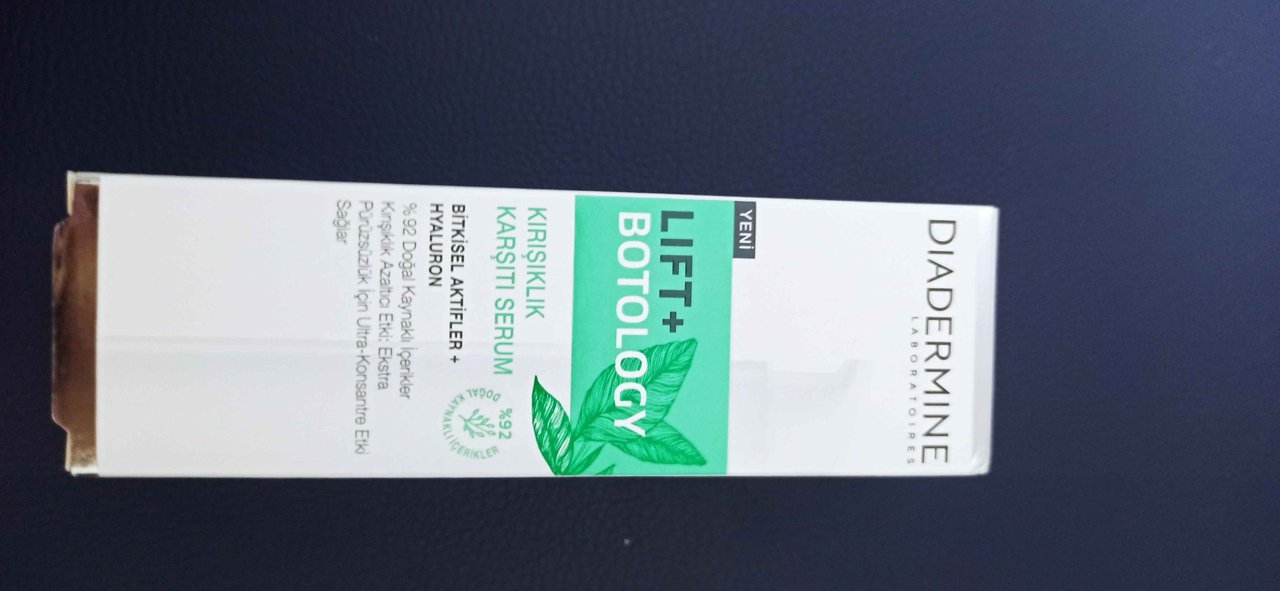 DIADERMINE
LABORATOIRES
YENİ
LIFT+
BOTOLOGY
KIRIŞIKLIK
KARŞITI SERUM
BİTKİSEL AKTİFLER +
HYALURON
%92 Doğal Kaynaklı İçerikler
Kırışıklık Azaltıcı Etki: Ekstra
Pürüzsüzlük İçin Ultra-Konsantre Etki
Sağlar
%92
DOĞAL KAYNAKLI İÇERİKLER